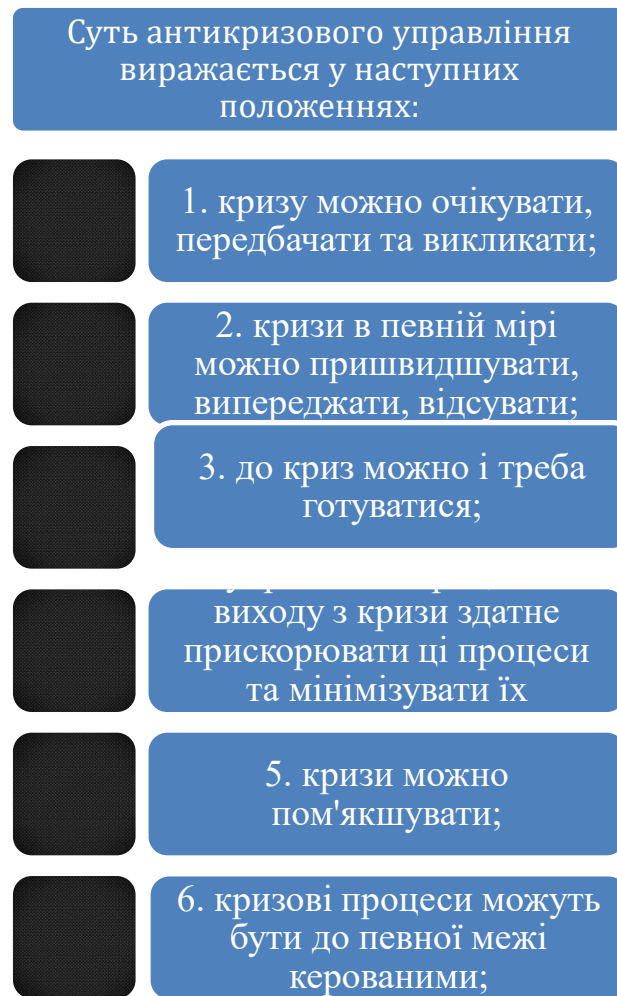 Суть антикризового управління
виражається у наступних
положеннях:
1. кризу можно очікувати,
передбачати та викликати;
2. кризи в певній мірі
можно пришвидшувати,
випереджати, відсувати;
3. до криз можно і треба
готуватися;
виходу з кризи здатне
прискорювати ці процеси
та мінімізувати їх
5. кризи можно
пом'якшувати;
6. кризові процеси можуть
бути до певної межі
керованими;